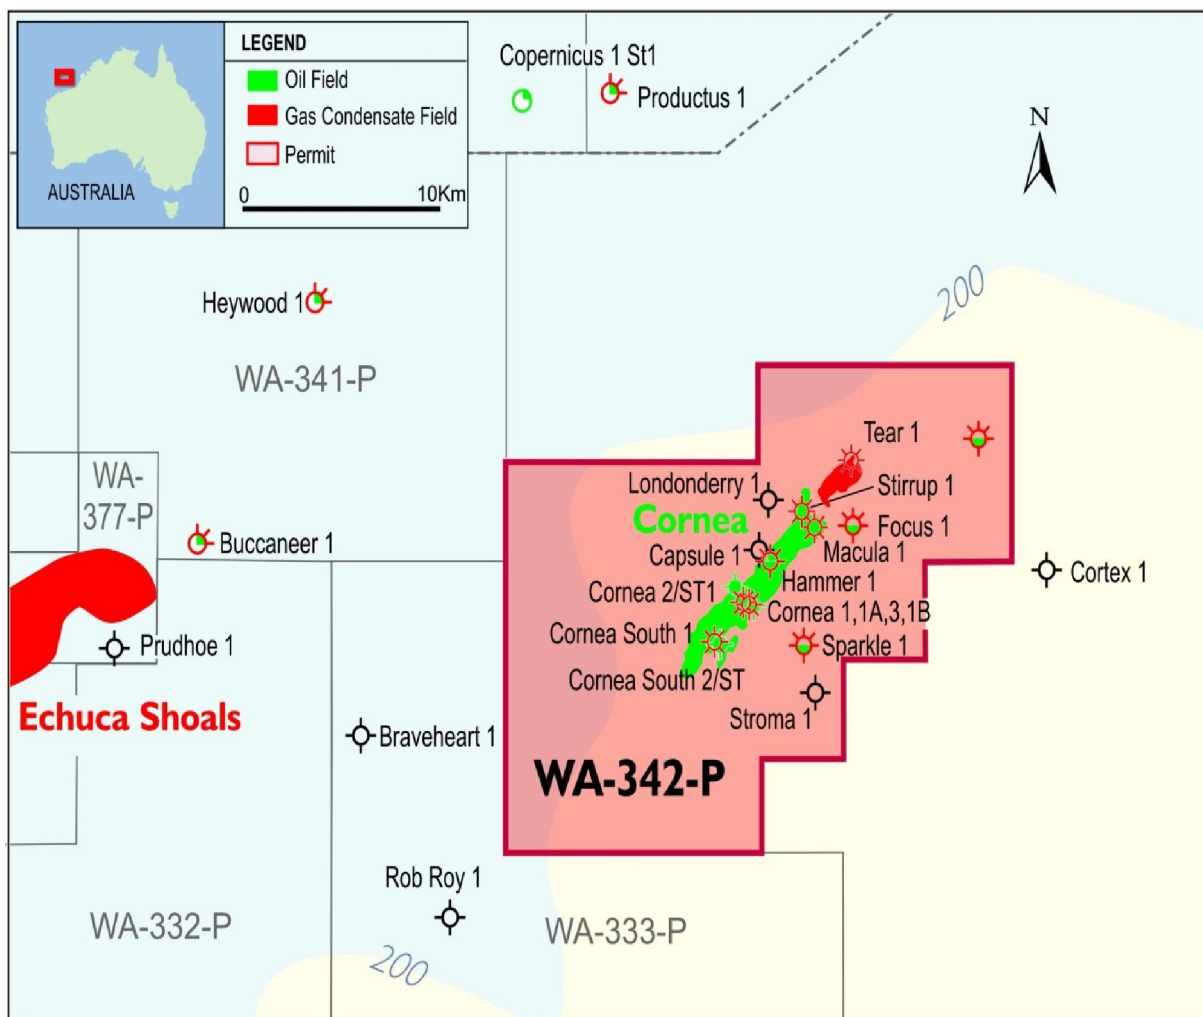 LEGEND
Oil Field
Gas Condensate Field
Permit
0 10Km
AUSTRALIA
Copernicus 1 St1
Productus 1
N
200
Heywood 1
WA-341-P
WA-
377-P
Tear 1
Londonderry 1
Stirrup 1
Cornea
Focus 1
Buccaneer 1
Capsule 1
Macula 1
Cortex 1
Hammer 1
Cornea 2/ST1
Cornea 1,1A,3,1B
Prudhoe 1
Cornea South 1
Sparkle 1
Cornea South 2/ST
Echuca Shoals
Stroma 1
Braveheart 1
WA-342-P
Rob Roy 1
WA-332-P
WA-333-P
200